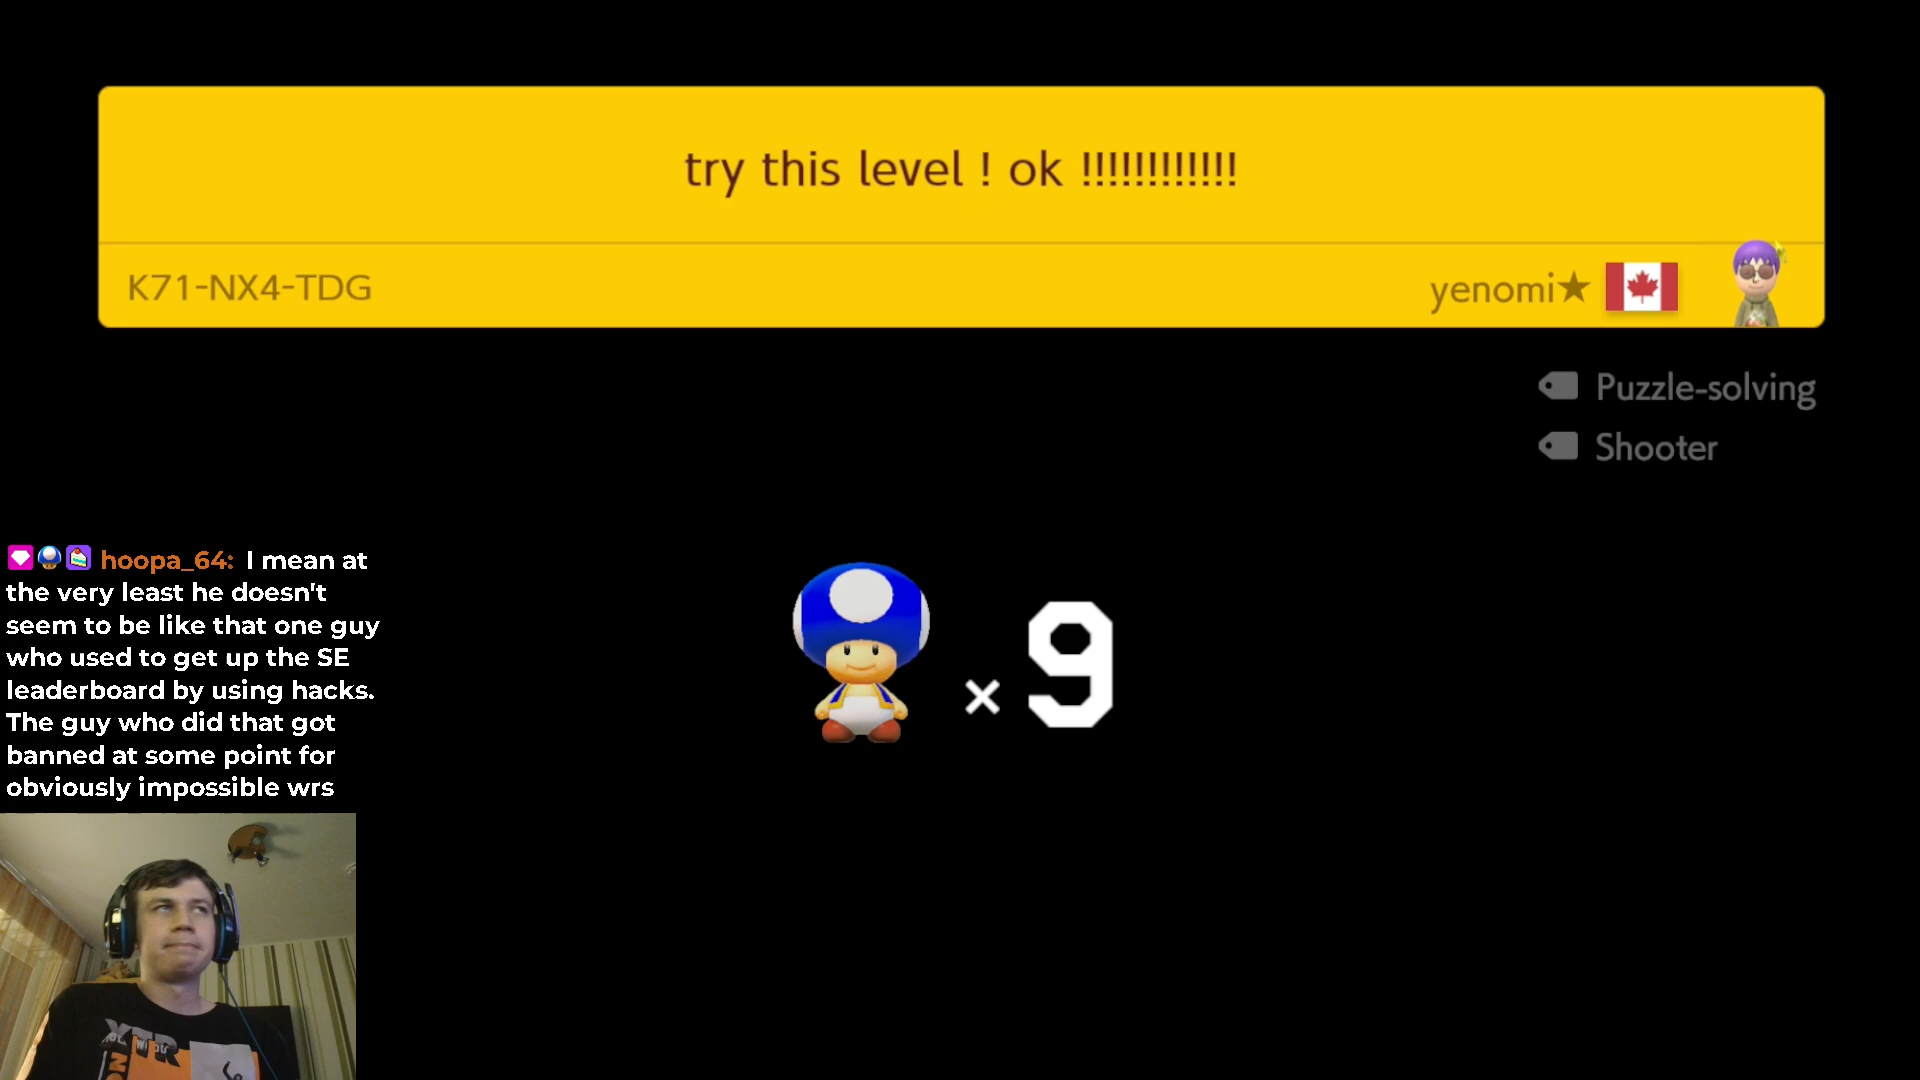 try this level ! ok !!!!!!!!!!!!
K71-NX4-TDG
yenomi★
Puzzle-solving
Shooter
hoopa_64: I mean at
the very least he doesn't
seem to be like that one guy
who used to get up the SE
leaderboard by using hacks.
The guy who did that got
banned at some point for
obviously impossible wrs
× 9
XTR